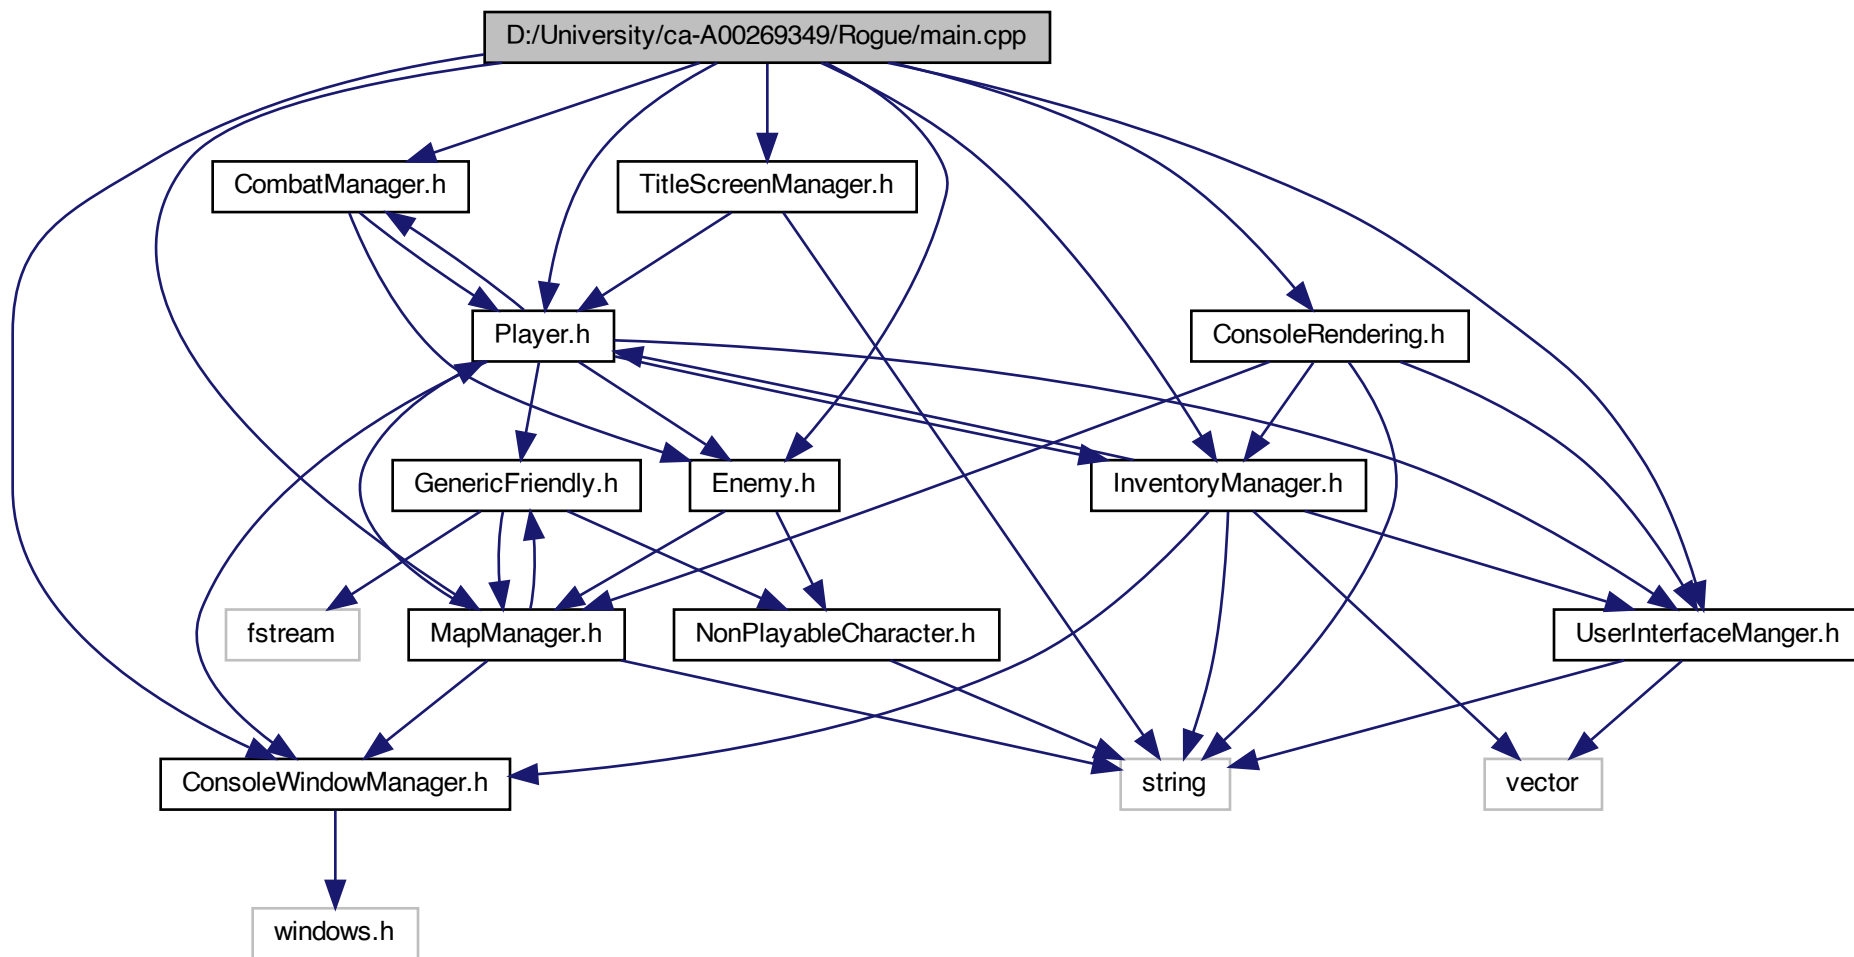 D:/University/ca-A00269349/Rogue/main.cpp
CombatManager.h
TitleScreenManager.h
Player.h
ConsoleRendering.h
GenericFriendly.h
Enemy.h
InventoryManager.h
fstream
MapManager.h
NonPlayableCharacter.h
UserInterfaceManger.h
ConsoleWindowManager.h
string
vector
windows.h